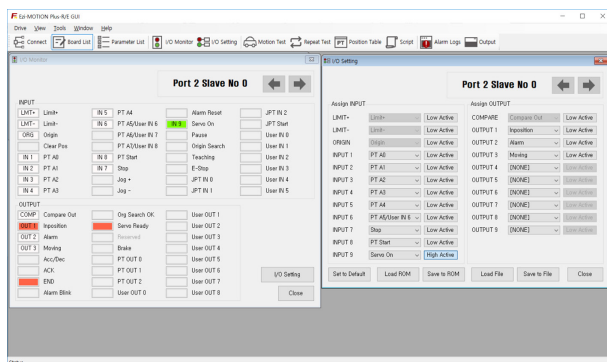 Ezi-MOTION Plus-R/E GUI
Drive View Tools Window Help
Connect Board List Parameter List I/O Monitor I/O Setting Motion Test Repeat Test PT Position Table Script Alarm Logs Output
I/O Monitor
Port 2 Slave No 0
INPUT
LMT+ Limit+ IN 5 PT A4 Alarm Reset JPT IN 2
LMT- Limit- IN 6 PT A5/User IN 6 IN 9 Servo On JPT Start
ORG Origin PT A6/User IN 7 Pause User IN 0
Clear Pos PT A7/User IN 8 Origin Search User IN 1
IN 1 PT A0 IN 8 PT Start Teaching User IN 2
IN 2 PT A1 IN 7 Stop E-Stop User IN 3
IN 3 PT A2 Jog + JPT IN 0 User IN 4
IN 4 PT A3 Jog - JPT IN 1 User IN 5
OUTPUT
COMP Compare Out Org Search OK User OUT 1
OUT 1 Inposition Servo Ready User OUT 2
OUT 2 Alarm Reserved User OUT 3
OUT 3 Moving Brake User OUT 4
Acc/Dec PT OUT 0 User OUT 5
ACK PT OUT 1 User OUT 6
END PT OUT 2 User OUT 7
Alarm Blink User OUT 0 User OUT 8
I/O Setting
Close
I/O Setting
Port 2 Slave No 0
Assign INPUT Assign OUTPUT
LIMIT+ Limit+ Low Active COMPARE Compare Out Low Active
LIMIT- Limit- Low Active OUTPUT 1 Inposition Low Active
ORIGIN Origin Low Active OUTPUT 2 Alarm Low Active
INPUT 1 PT A0 Low Active OUTPUT 3 Moving Low Active
INPUT 2 PT A1 Low Active OUTPUT 4 [NONE] Low Active
INPUT 3 PT A2 Low Active OUTPUT 5 [NONE] Low Active
INPUT 4 PT A3 Low Active OUTPUT 6 [NONE] Low Active
INPUT 5 PT A4 Low Active OUTPUT 7 [NONE] Low Active
INPUT 6 PT A5/User IN 6 Low Active OUTPUT 8 [NONE] Low Active
INPUT 7 Stop Low Active OUTPUT 9 [NONE] Low Active
INPUT 8 PT Start Low Active
INPUT 9 Servo On High Active
Set to Default Load ROM Save to ROM Load File Save to File Close